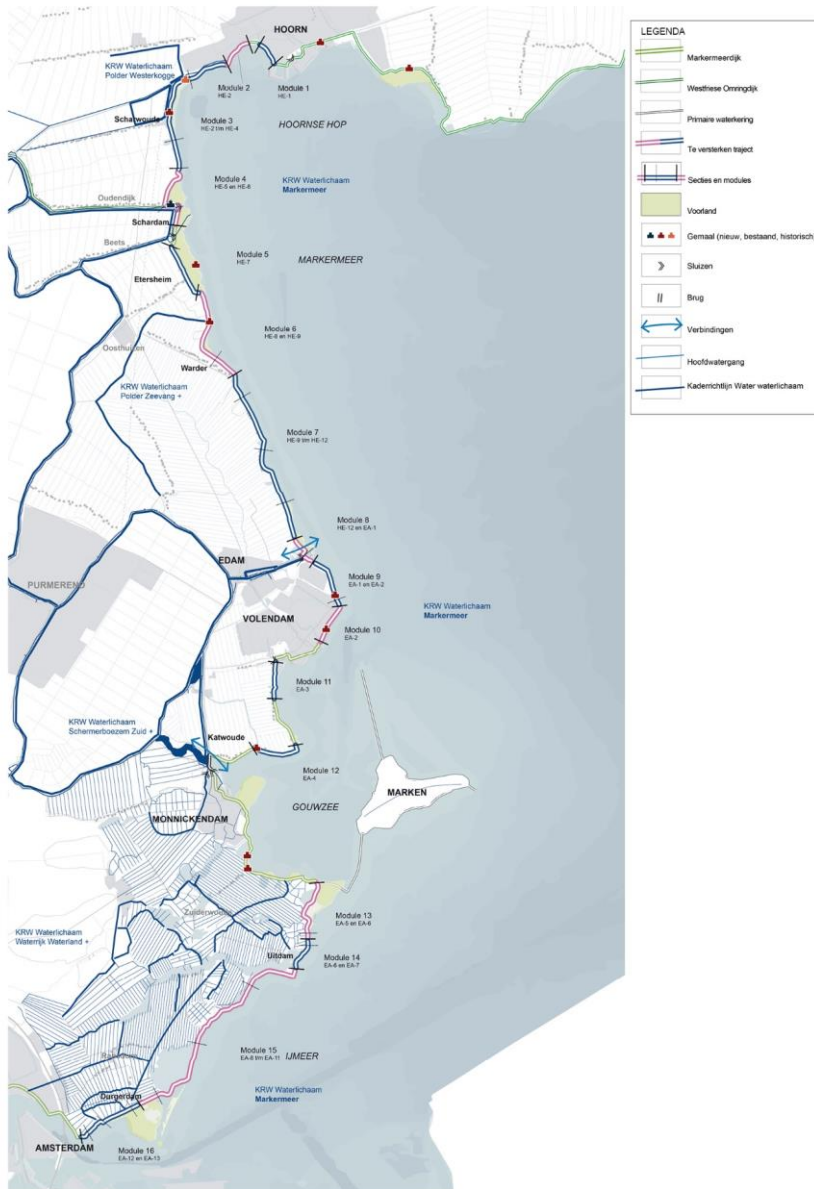 HOORN
KRW Waterlichaam
Polder Westerkogge
Module 2
HE-2
Module 1
HE-1
Module 3
HE-2 t/m HE-4
HOORNSE HOP
Module 4
HE-5 en HE-6
KRW Waterlichaam
Markermeer
Oudendijk
Schardam
Beets
Module 5
HE-7
MARKERMEER
Etersheim
Module 6
HE-8 en HE-9
Oosthuizen
Warder
KRW Waterlichaam
Polder Zeevang +
Module 7
HE-9 t/m HE-12
Module 8
HE-12 en EA-1
EDAM
PURMEREND
Module 9
EA-1 en EA-2
KRW Waterlichaam
Markermeer
VOLENDAM
Module 10
EA-2
Module 11
EA-3
KRW Waterlichaam
Schermerboezem Zuid +
Katwoude
Module 12
EA-4
MARKEN
GOUWZEE
MONNICKENDAM
Zuiderwoude
Module 13
EA-5 en EA-6
KRW Waterlichaam
Waterrijk Waterland +
Uitdam
Module 14
EA-6 en EA-7
Module 15
EA-8 t/m EA-11
IJMEER
KRW Waterlichaam
Markermeer
Durgerdam
AMSTERDAM
Module 16
EA-12 en EA-13
LEGENDA
Markermeerdijk
Westfriese Omringdijk
Primaire waterkering
Te versterken traject
Secties en modules
Voorland
Gemaal (nieuw, bestaand, historisch)
Sluizen
Brug
Verbindingen
Hoofdwatergang
Kaderrichtlijn Water waterlichaam